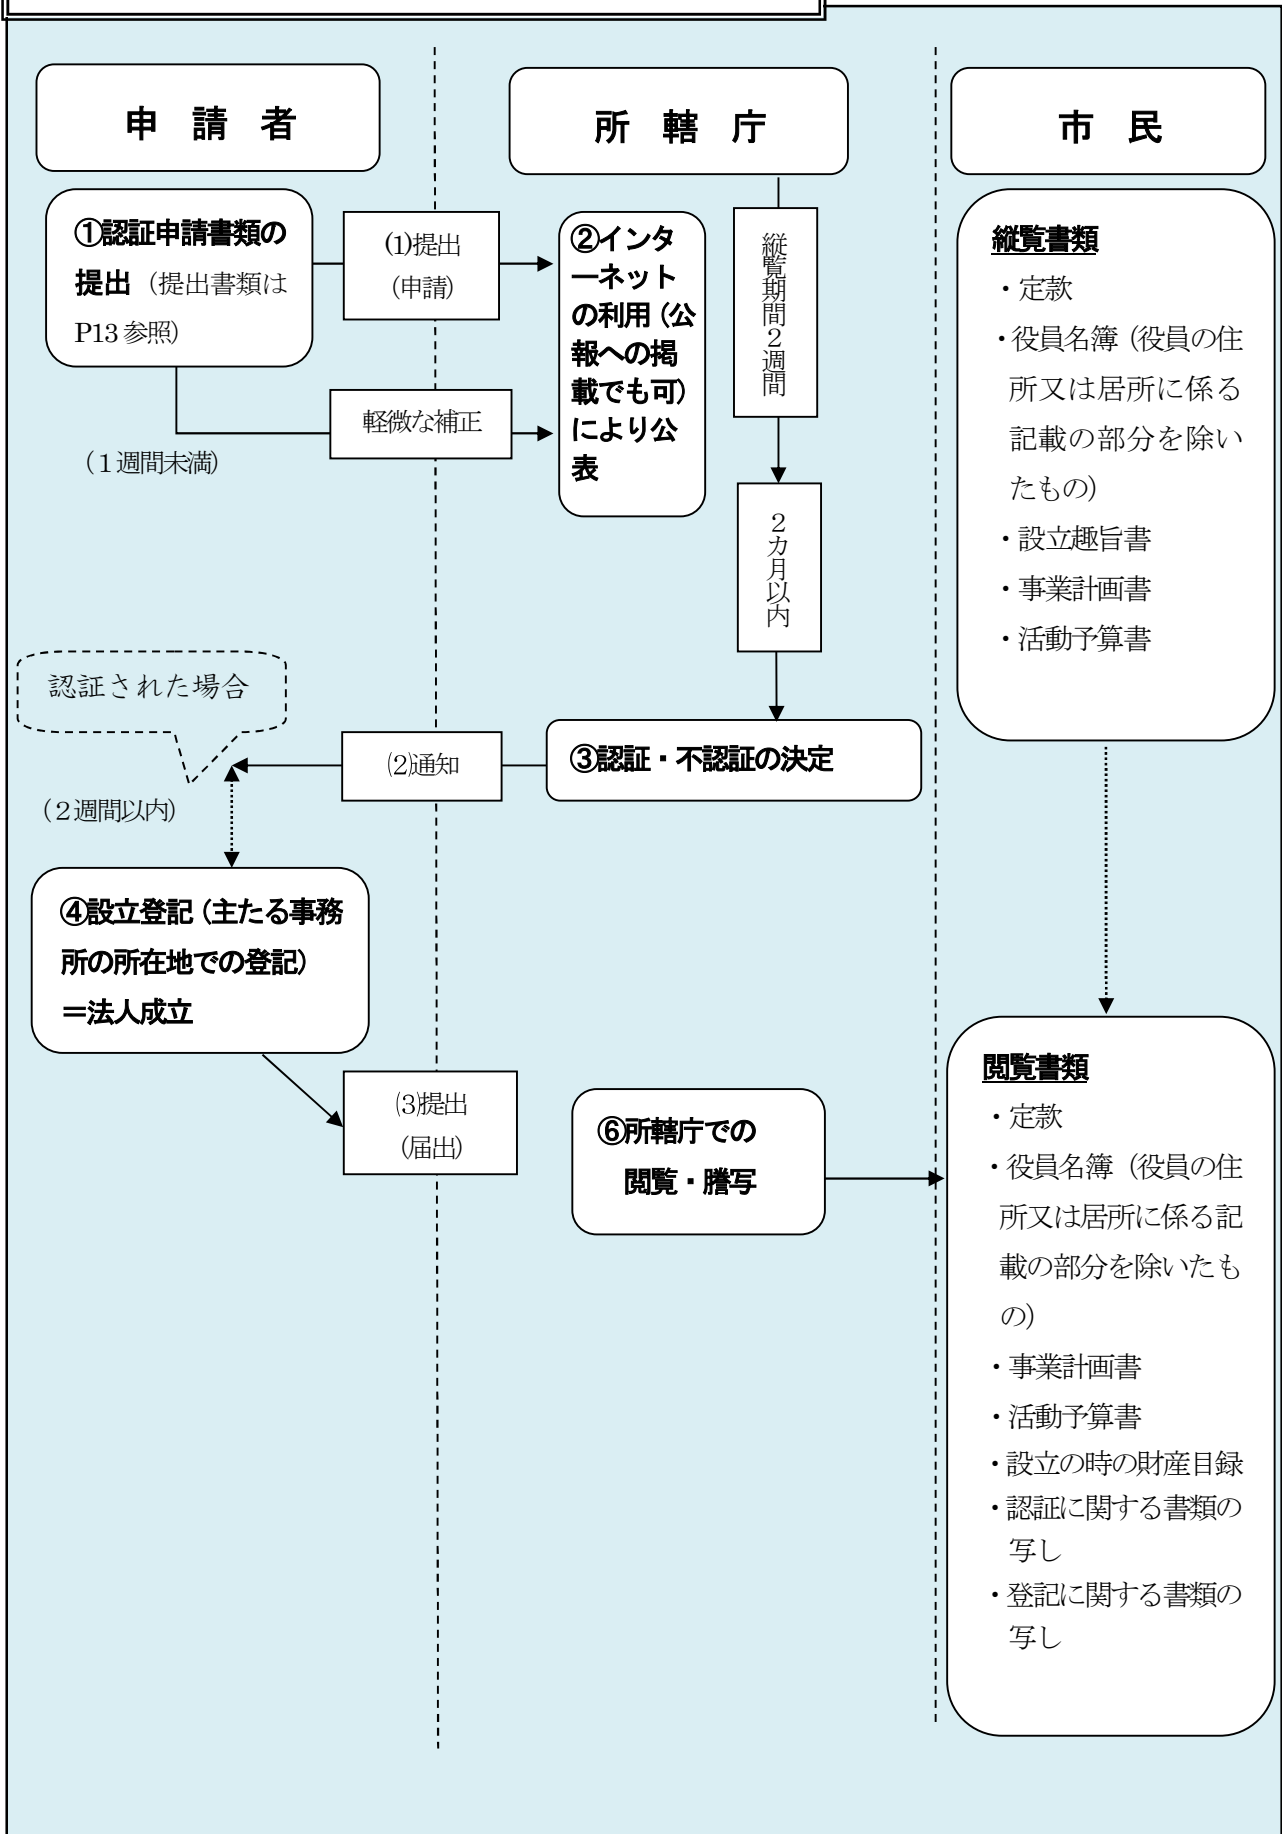 申請者
所轄庁
市民
①認証申請書類の
提出（提出書類は
P13参照）
(1)提出
(申請)
軽微な補正
（１週間未満）
②インタ
ーネット
の利用（公
報への掲
載でも可）
により公
表
縦覧期間２週間
２カ月以内
縦覧書類
・定款
・役員名簿（役員の住
所又は居所に係る
記載の部分を除い
たもの）
・設立趣旨書
・事業計画書
・活動予算書
認証された場合
(2)通知
③認証・不認証の決定
（２週間以内）
④設立登記（主たる事務
所の所在地での登記）
＝法人成立
(3)提出
(届出)
⑥所轄庁での
閲覧・謄写
閲覧書類
・定款
・役員名簿（役員の住
所又は居所に係る記
載の部分を除いたも
の）
・事業計画書
・活動予算書
・設立の時の財産目録
・認証に関する書類の
写し
・登記に関する書類の
写し